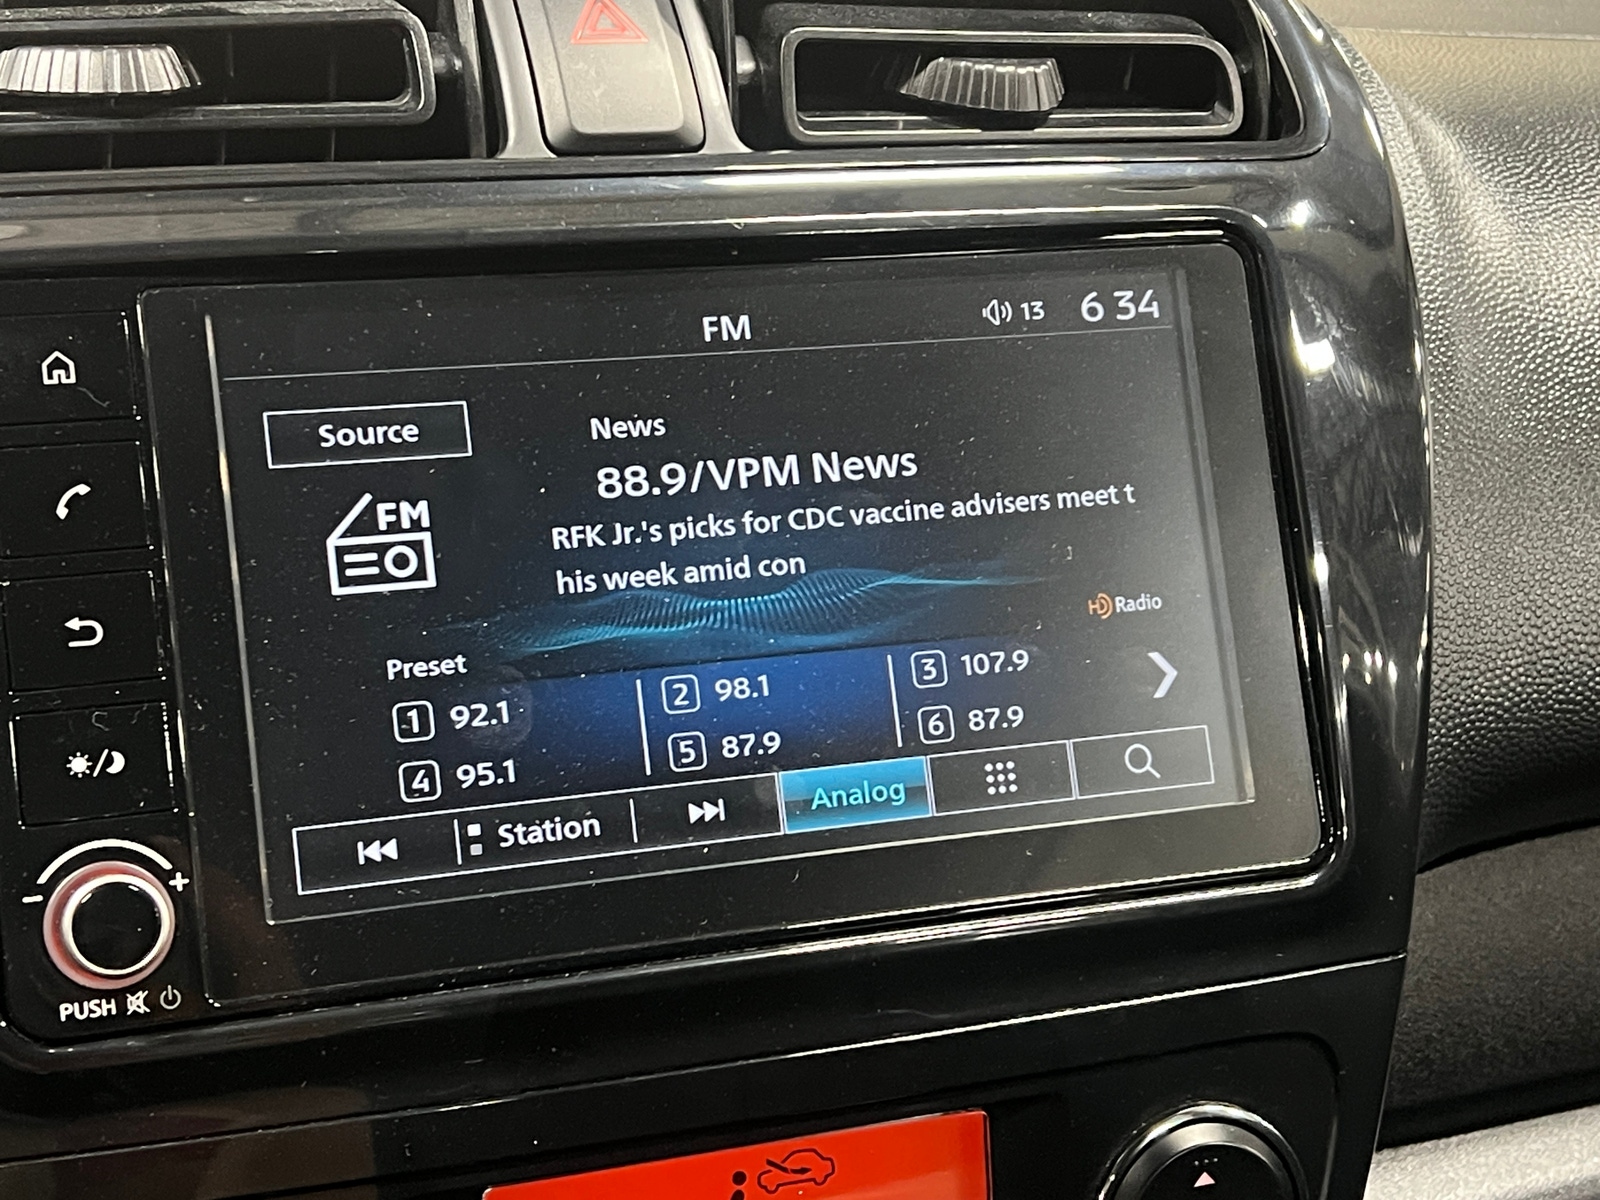 FM
13 6 34
Source
News
88.9/VPM News
RFK Jr.'s picks for CDC vaccine advisers meet t
his week amid con
FM
HD Radio
Preset
1 92.1
2 98.1
3 107.9
4 95.1
5 87.9
6 87.9
Station
Analog
- +
PUSH